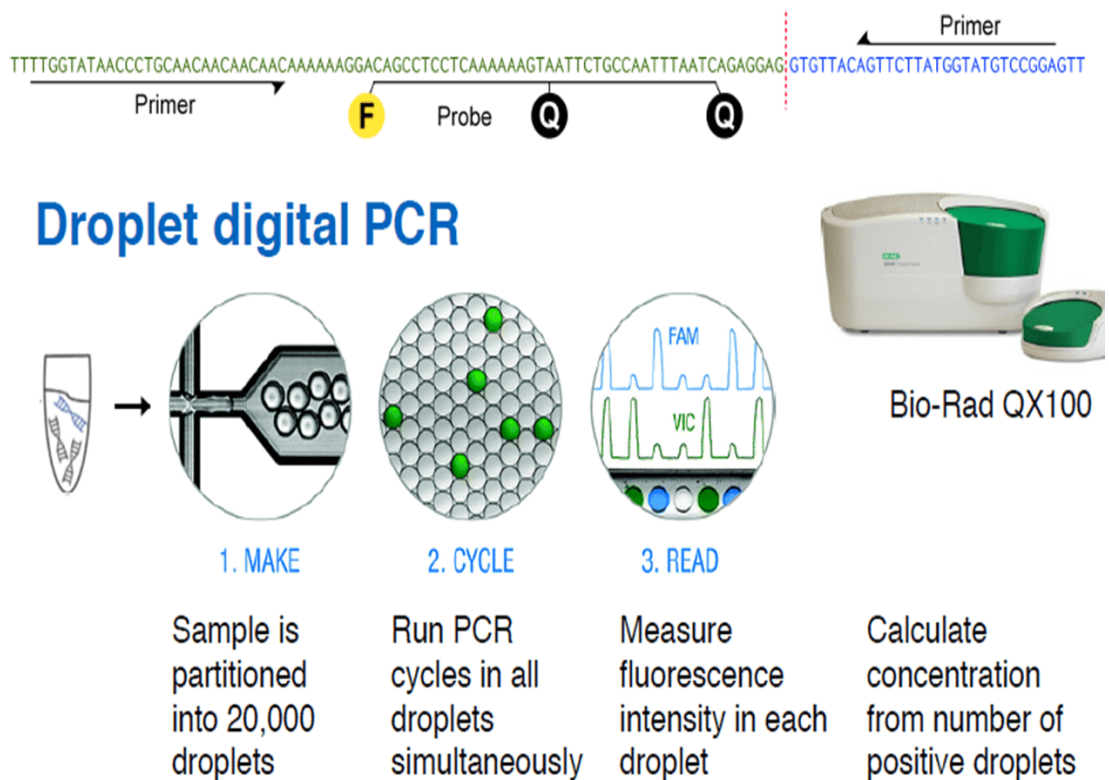 Primer
TTTTGGTATAACCCTGCAACAACAACAACAAAAAAGGACAGCCTCCTCAAAAAAGTAATTCTGCCAATTTAATCAGAGGAG GTGTTACAGTTCTTATGGTATGTCCGGAGTT
Primer
F Probe Q Q
Droplet digital PCR
FAM
VIC
Bio-Rad QX100
1. MAKE 2. CYCLE 3. READ
Sample is
partitioned
into 20,000
droplets
Run PCR
cycles in all
droplets
simultaneously
Measure
fluorescence
intensity in each
droplet
Calculate
concentration
from number of
positive droplets